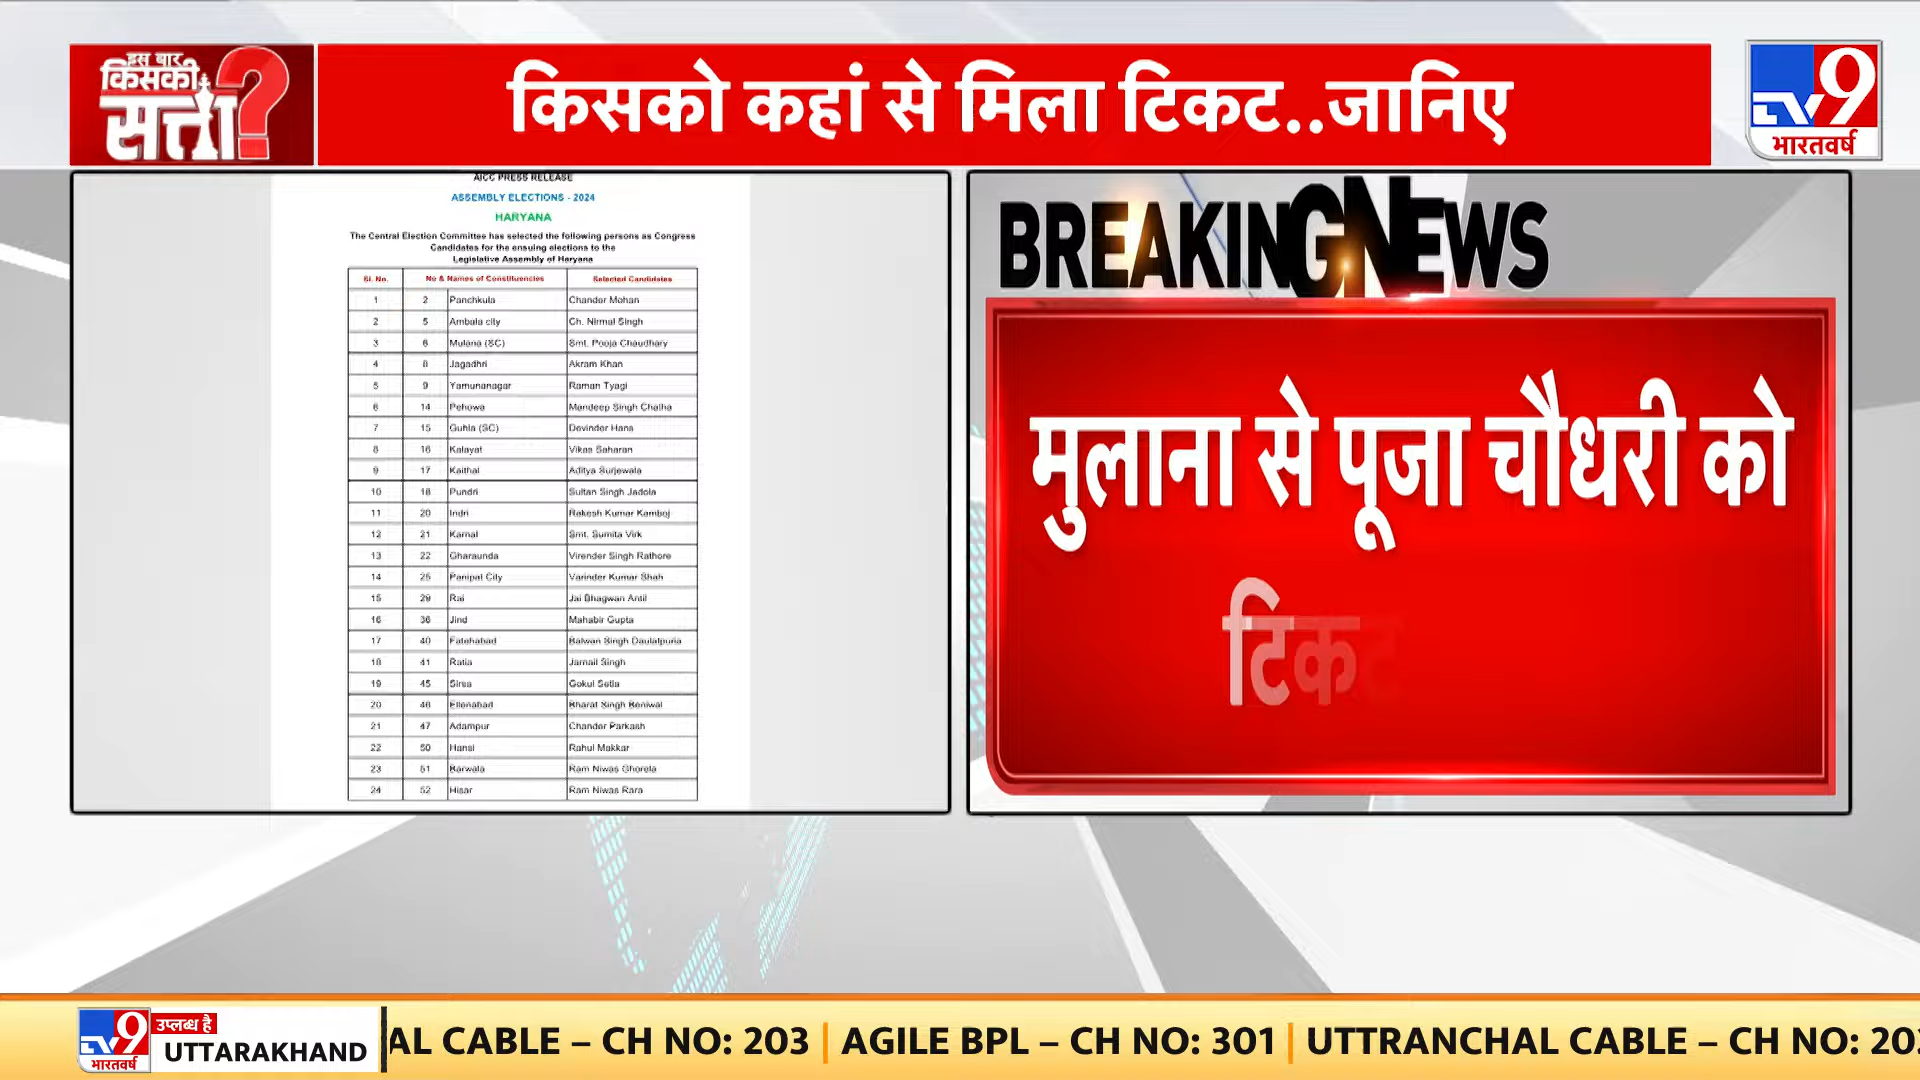 इस बार
किसकी
सत्ता?
किसको कहां से मिला टिकट..जानिए
TV9
भारतवर्ष
AICC PRESS RELEASE
ASSEMBLY ELECTIONS - 2024
HARYANA
The Central Election Committee has selected the following persons as Congress
Candidates for the ensuing elections to the
Legislative Assembly of Haryana
Sl. No. No & Names of Constituencies Selected Candidates
1 2 Panchkula Chander Mohan
2 5 Ambala city Ch. Nirmal Singh
3 6 Mulana (SC) Smt. Pooja Chaudhary
4 8 Jagadhri Akram Khan
5 9 Yamunanagar Raman Tyagi
6 14 Pehowa Mandeep Singh Chatha
7 15 Guhla (SC) Devinder Hans
8 16 Kalayat Vikas Saharan
9 17 Kaithal Aditya Surjewala
10 18 Pundri Sultan Singh Jadola
11 20 Indri Rakesh Kumar Kamboj
12 21 Karnal Smt. Sumita Virk
13 22 Gharaunda Virender Singh Rathore
14 25 Panipat City Varinder Kumar Shah
15 29 Rai Jai Bhagwan Antil
16 36 Jind Mahabir Gupta
17 40 Fatehabad Balwan Singh Daulatpuria
18 41 Ratia Jarnail Singh
19 45 Sirsa Gokul Setia
20 46 Ellenabad Bharat Singh Beniwal
21 47 Adampur Chander Parkash
22 50 Hansi Rahul Makkar
23 51 Barwala Ram Niwas Ghorela
24 52 Hisar Ram Niwas Rara
BREAKING NEWS
मुलाना से पूजा चौधरी को
टिकट
TV9
भारतवर्ष
उप्लब्ध है
UTTARAKHAND
AL CABLE – CH NO: 203 | AGILE BPL – CH NO: 301 | UTTRANCHAL CABLE – CH NO: 203